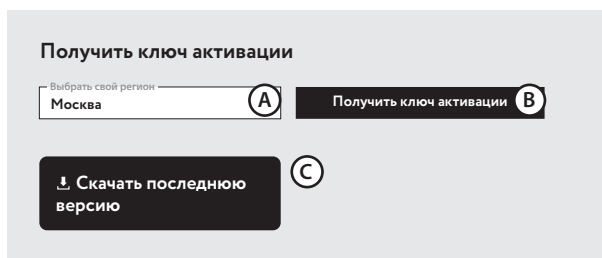 Получить ключ активации
Выбрать свой регион
Москва A
Получить ключ активации B
C
Скачать последнюю
версию